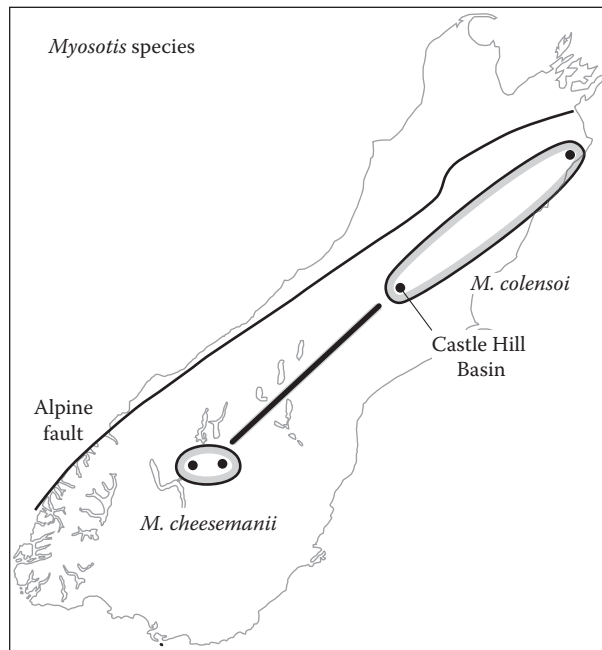 Myosotis species
M. colensoi
Castle Hill
Basin
Alpine
fault
M. cheesemanii